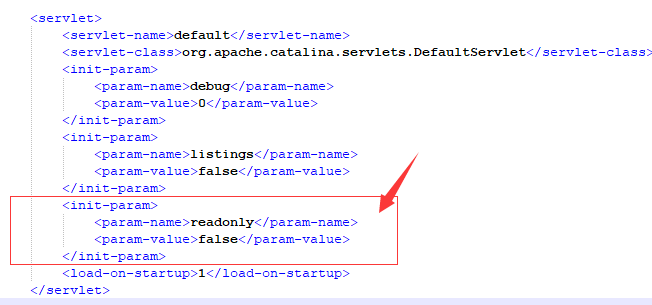 <servlet>
<servlet-name>default</servlet-name>
<servlet-class>org.apache.catalina.servlets.DefaultServlet</servlet-class>
<init-param>
<param-name>debug</param-name>
<param-value>0</param-value>
</init-param>
<init-param>
<param-name>listings</param-name>
<param-value>false</param-value>
</init-param>
<init-param>
<param-name>readonly</param-name>
<param-value>false</param-value>
</init-param>
<load-on-startup>1</load-on-startup>
</servlet>